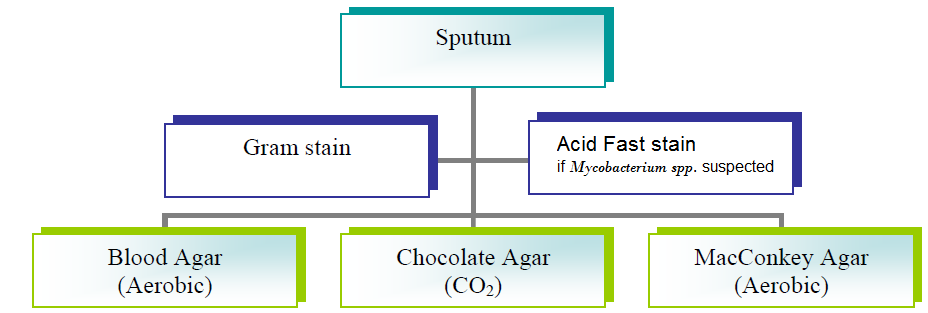 Sputum
Gram stain
Acid Fast stain
if Mycobacterium spp. suspected
Blood Agar
(Aerobic)
Chocolate Agar
(CO₂)
MacConkey Agar
(Aerobic)